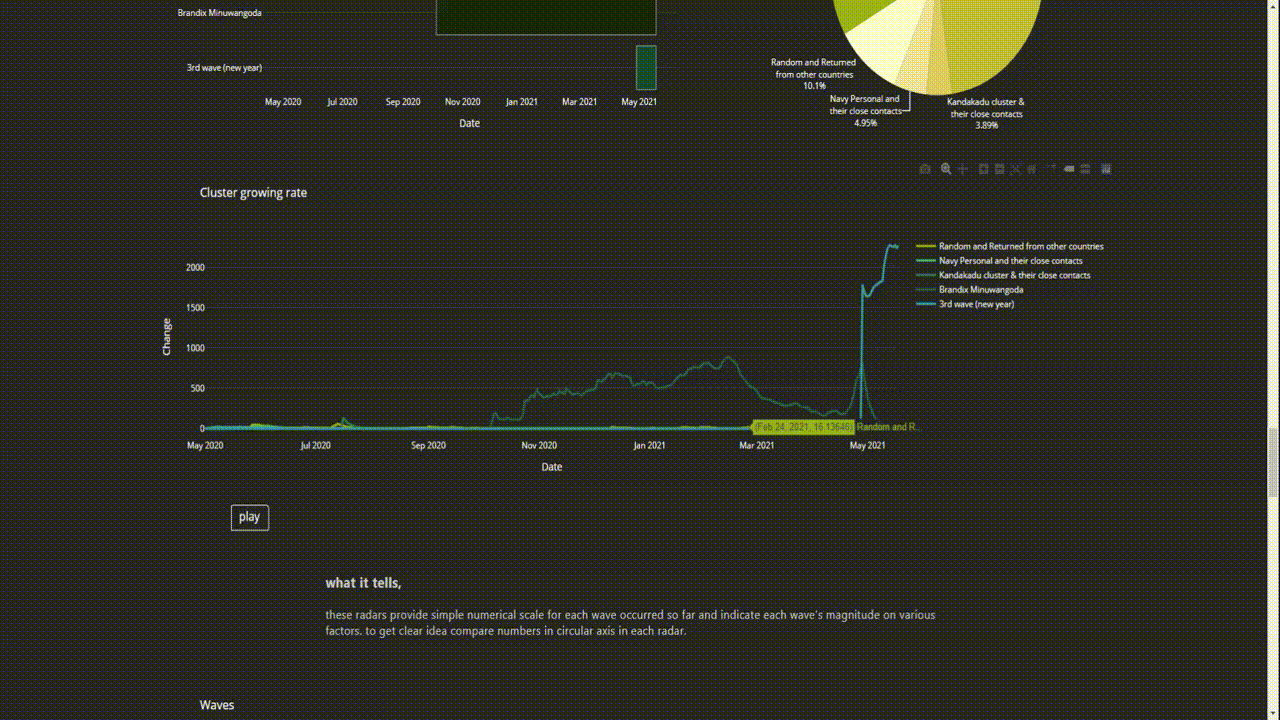 Brandix Minuwangoda
3rd wave (new year)
May 2020
Jul 2020
Sep 2020
Nov 2020
Jan 2021
Mar 2021
May 2021
Date
Random and Returned
from other countries
10.1%
Navy Personal and
their close contacts
4.95%
Kandakadu cluster &
their close contacts
3.89%
Cluster growing rate
Change
2000
1500
1000
500
0
May 2020
Jul 2020
Sep 2020
Nov 2020
Jan 2021
Mar 2021
May 2021
Date
(Feb 24, 2021, 16.13646)
Random and R...
Random and Returned from other countries
Navy Personal and their close contacts
Kandakadu cluster & their close contacts
Brandix Minuwangoda
3rd wave (new year)
play
what it tells,
these radars provide simple numerical scale for each wave occurred so far and indicate each wave's magnitude on various
factors. to get clear idea compare numbers in circular axis in each radar.
Waves